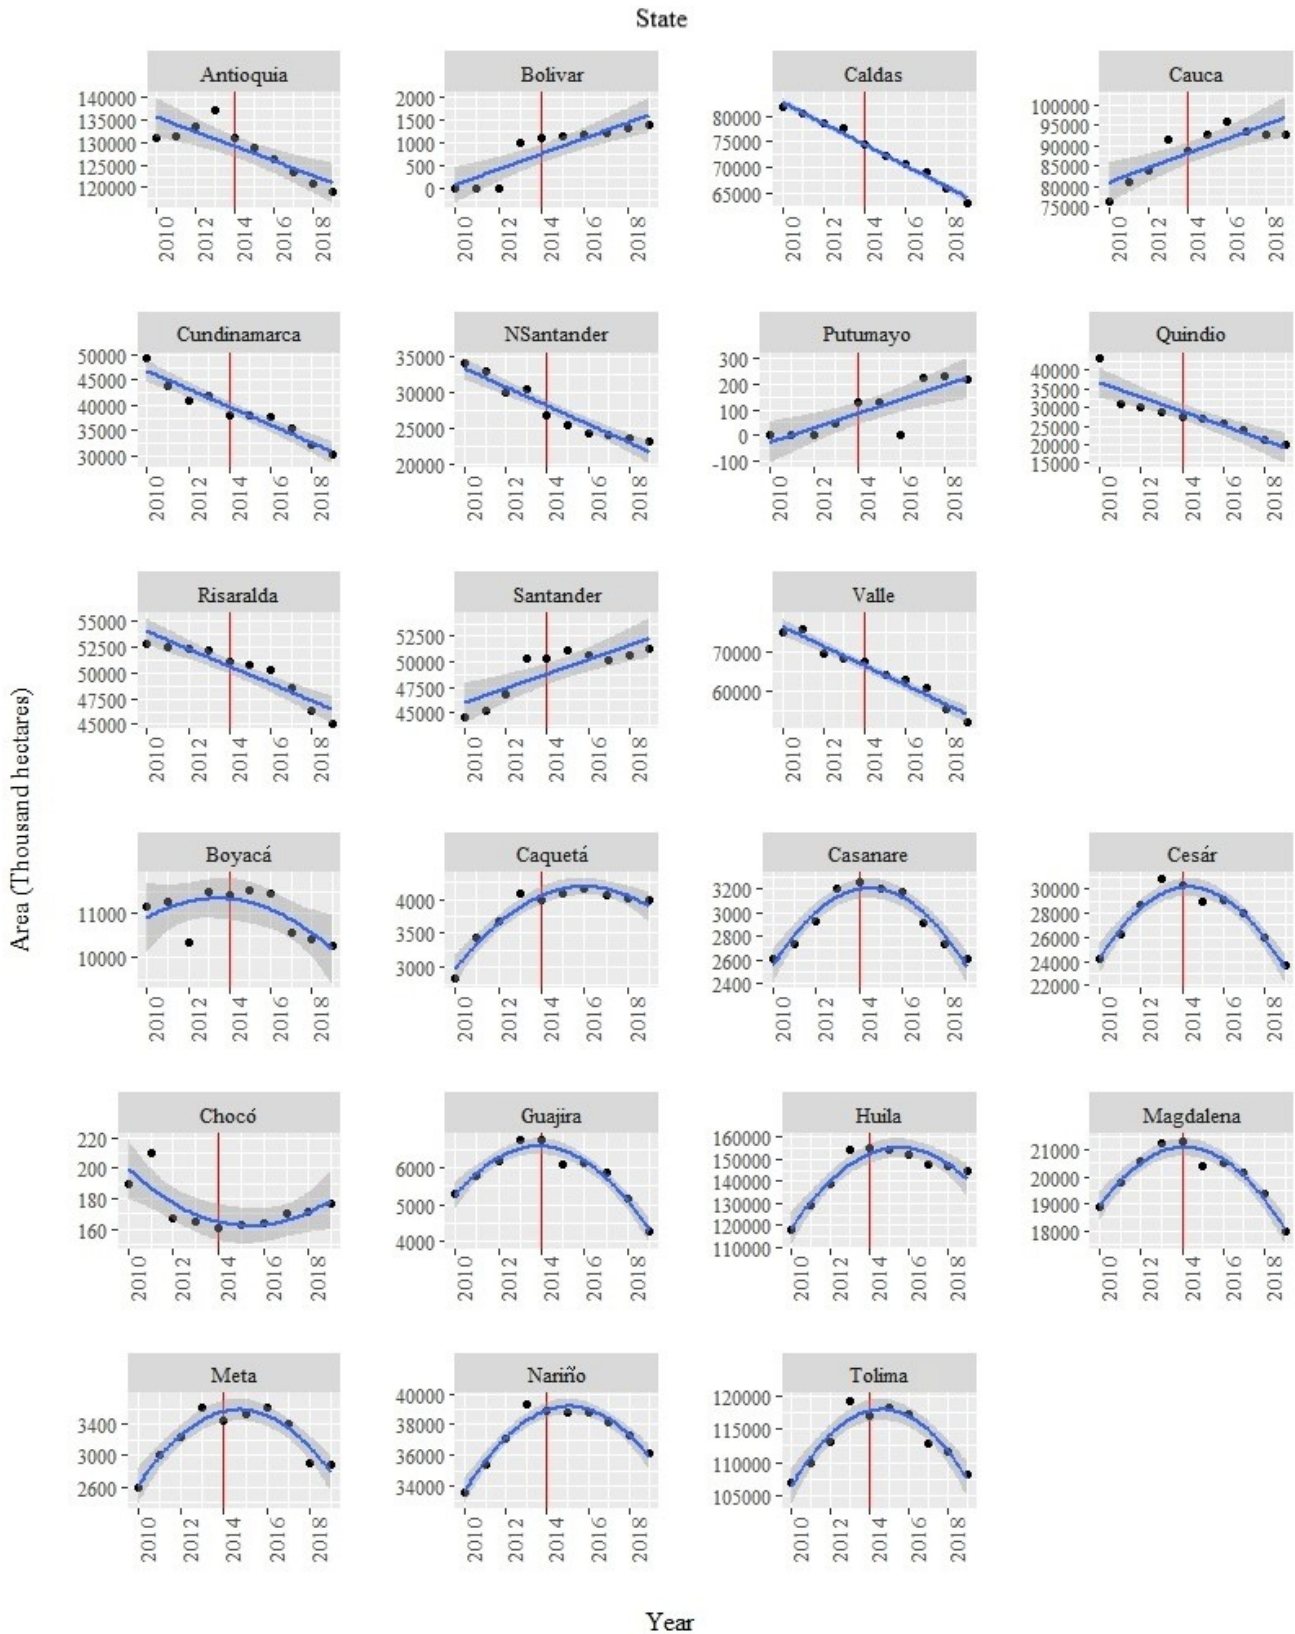 State
Antioquia
140000
135000
130000
125000
120000
2010 2012 2014 2016 2018
Bolivar
2000
1500
1000
500
0
2010 2012 2014 2016 2018
Caldas
80000
75000
70000
65000
2010 2012 2014 2016 2018
Cauca
100000
95000
90000
85000
80000
75000
2010 2012 2014 2016 2018
Cundinamarca
50000
45000
40000
35000
30000
2010 2012 2014 2016 2018
NSantander
35000
30000
25000
20000
2010 2012 2014 2016 2018
Putumayo
300
200
100
0
-100
2010 2012 2014 2016 2018
Quindio
40000
35000
30000
25000
20000
15000
2010 2012 2014 2016 2018
Risaralda
55000
52500
50000
47500
45000
2010 2012 2014 2016 2018
Santander
52500
50000
47500
45000
2010 2012 2014 2016 2018
Valle
70000
60000
2010 2012 2014 2016 2018
Area (Thousand hectares)
Boyacá
11000
10000
2010 2012 2014 2016 2018
Caquetá
4000
3500
3000
2010 2012 2014 2016 2018
Casanare
3200
3000
2800
2600
2400
2010 2012 2014 2016 2018
Cesár
30000
28000
26000
24000
22000
2010 2012 2014 2016 2018
Chocó
220
200
180
160
2010 2012 2014 2016 2018
Guajira
6000
5000
4000
2010 2012 2014 2016 2018
Huila
160000
150000
140000
130000
120000
110000
2010 2012 2014 2016 2018
Magdalena
21000
20000
19000
18000
2010 2012 2014 2016 2018
Meta
3400
3000
2600
2010 2012 2014 2016 2018
Nariño
40000
38000
36000
34000
2010 2012 2014 2016 2018
Tolima
120000
115000
110000
105000
2010 2012 2014 2016 2018
Year